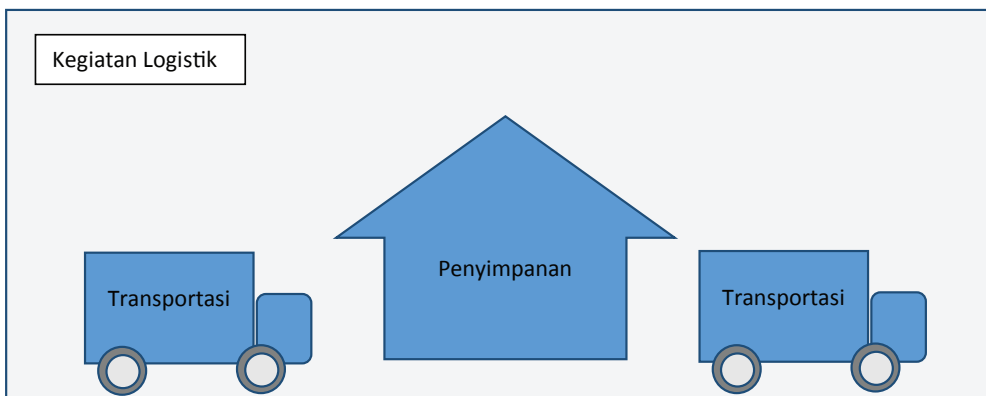 Kegiatan Logistik
Penyimpanan
Transportasi
Transportasi